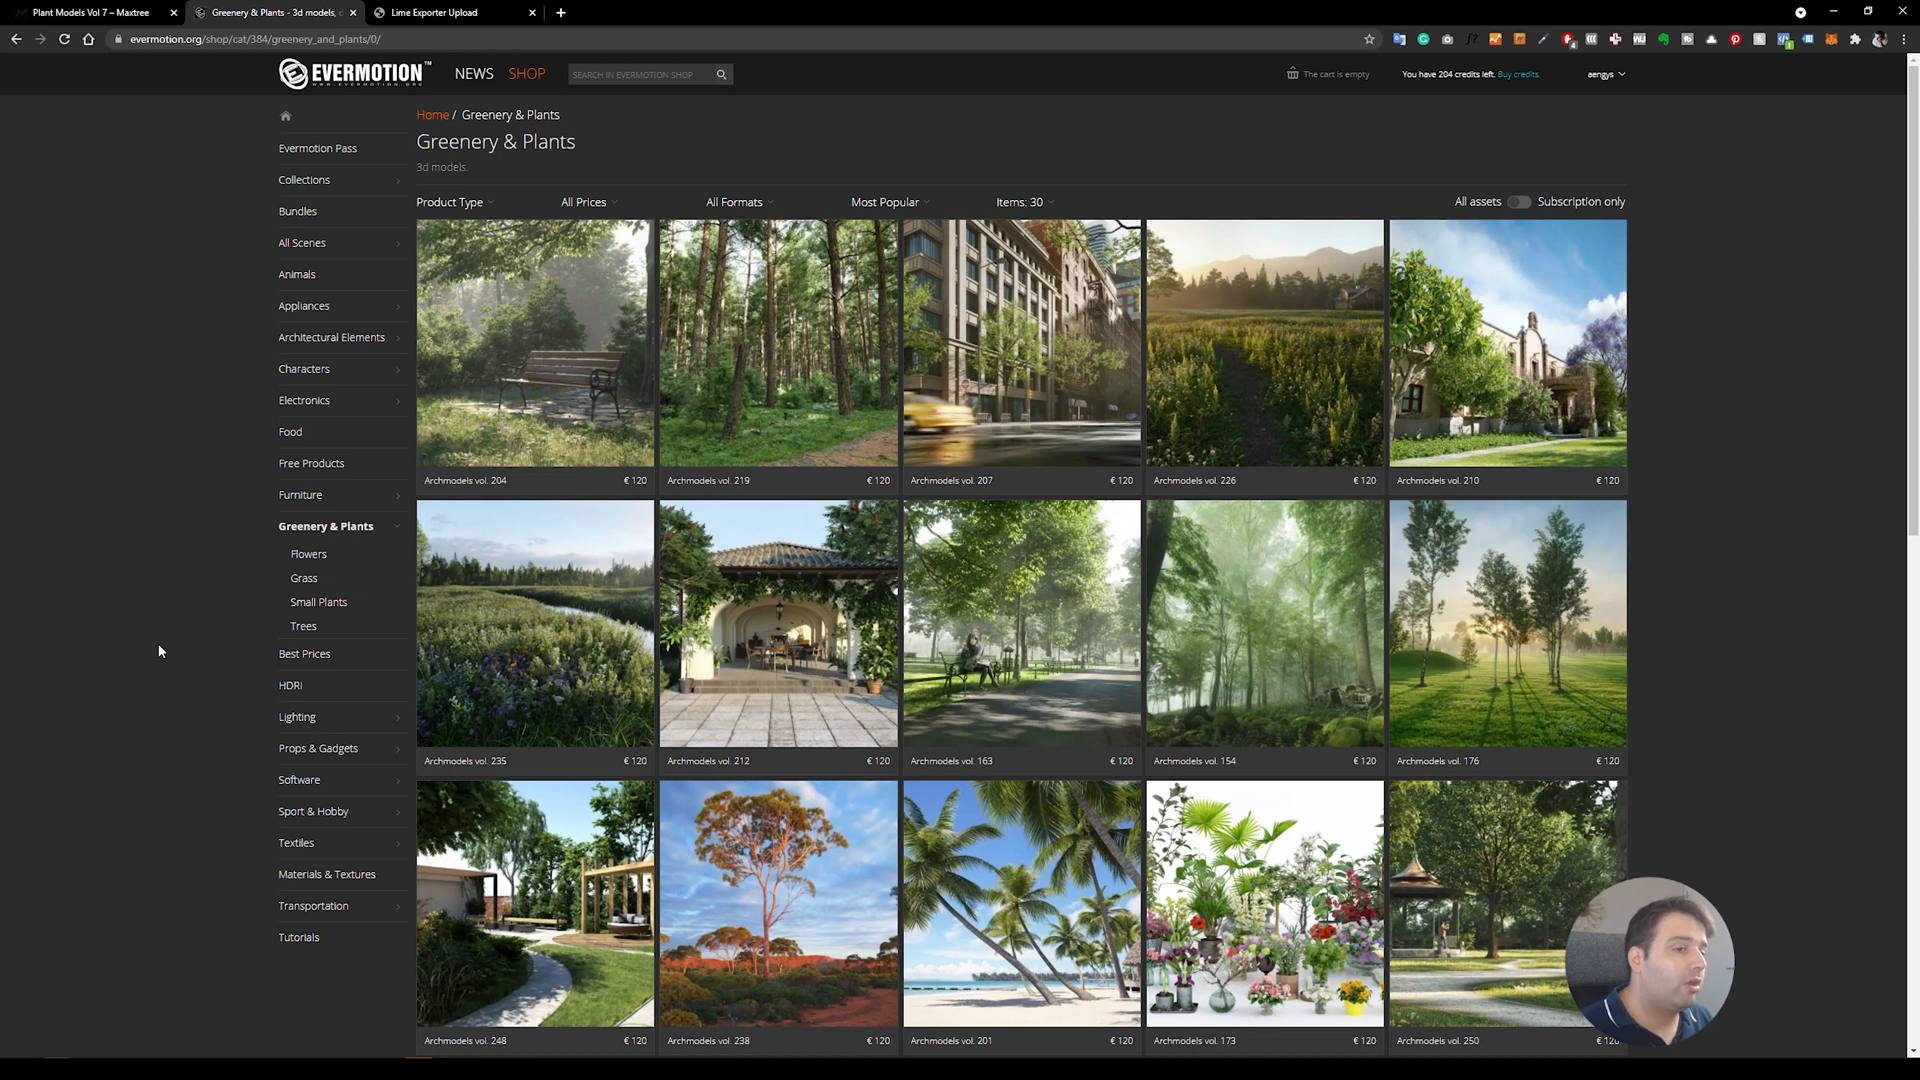 Plant Models Vol 7 – Maxtree
Greenery & Plants - 3d models,
Lime Exporter Upload
evermotion.org/shop/cat/384/greenery_and_plants/0/
EVERMOTION™
WWW.EVERMOTION.ORG
NEWS
SHOP
SEARCH IN EVERMOTION SHOP
The cart is empty
You have 204 credits left. Buy credits.
aengys
Evermotion Pass
Collections
Bundles
All Scenes
Animals
Appliances
Architectural Elements
Characters
Electronics
Food
Free Products
Furniture
Greenery & Plants
Flowers
Grass
Small Plants
Trees
Best Prices
HDRI
Lighting
Props & Gadgets
Software
Sport & Hobby
Textiles
Materials & Textures
Transportation
Tutorials
Home / Greenery & Plants
Greenery & Plants
3d models.
Product Type
All Prices
All Formats
Most Popular
Items: 30
All assets
Subscription only
Archmodels vol. 204 € 120
Archmodels vol. 219 € 120
Archmodels vol. 207 € 120
Archmodels vol. 226 € 120
Archmodels vol. 210 € 120
Archmodels vol. 235 € 120
Archmodels vol. 212 € 120
Archmodels vol. 163 € 120
Archmodels vol. 154 € 120
Archmodels vol. 176 € 120
Archmodels vol. 248 € 120
Archmodels vol. 238 € 120
Archmodels vol. 201 € 120
Archmodels vol. 173 € 120
Archmodels vol. 250 € 120